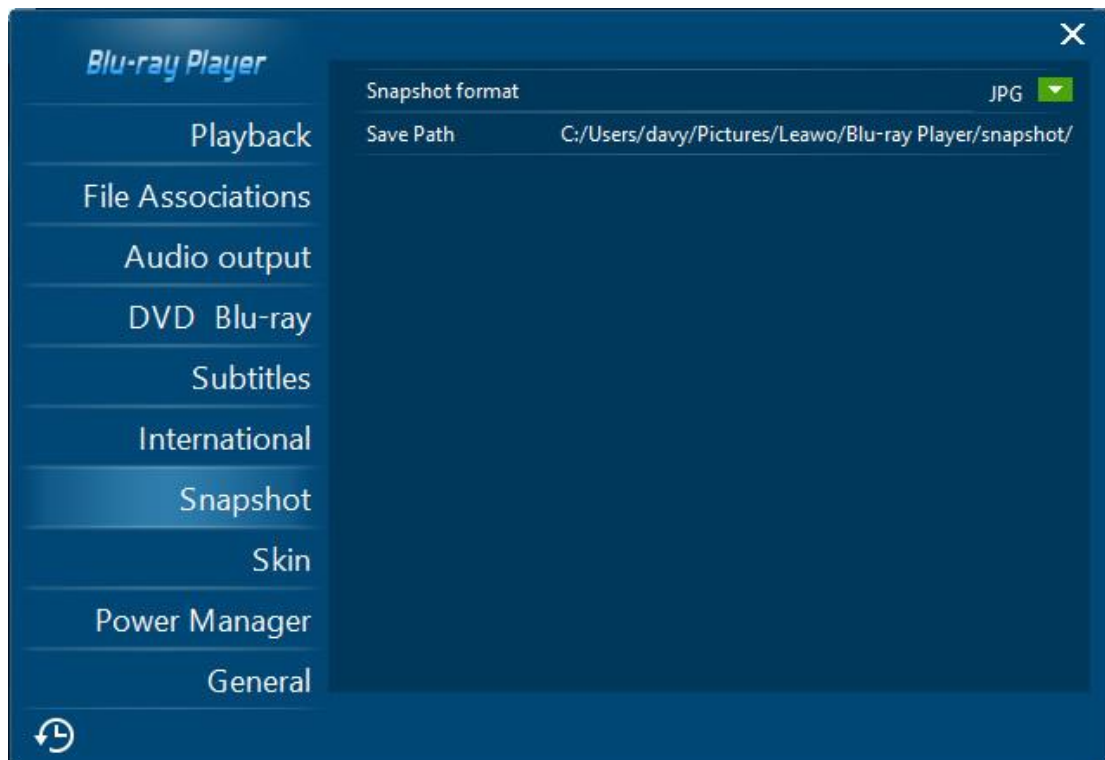 Blu-ray Player
Playback
File Associations
Audio output
DVD  Blu-ray
Subtitles
International
Snapshot
Skin
Power Manager
General
Snapshot format JPG
Save Path C:/Users/davy/Pictures/Leawo/Blu-ray Player/snapshot/